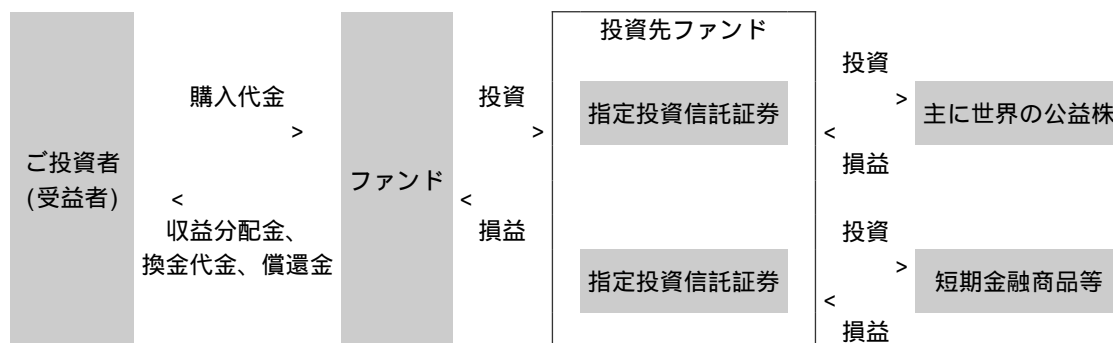 投資先ファンド
投資
購入代金
投資
指定投資信託証券
>
主に世界の公益株
>
>
<
ご投資者
(受益者)
ファンド
損益
<
<
収益分配金、
換金代金、償還金
損益
投資
指定投資信託証券
>
短期金融商品等
<
損益